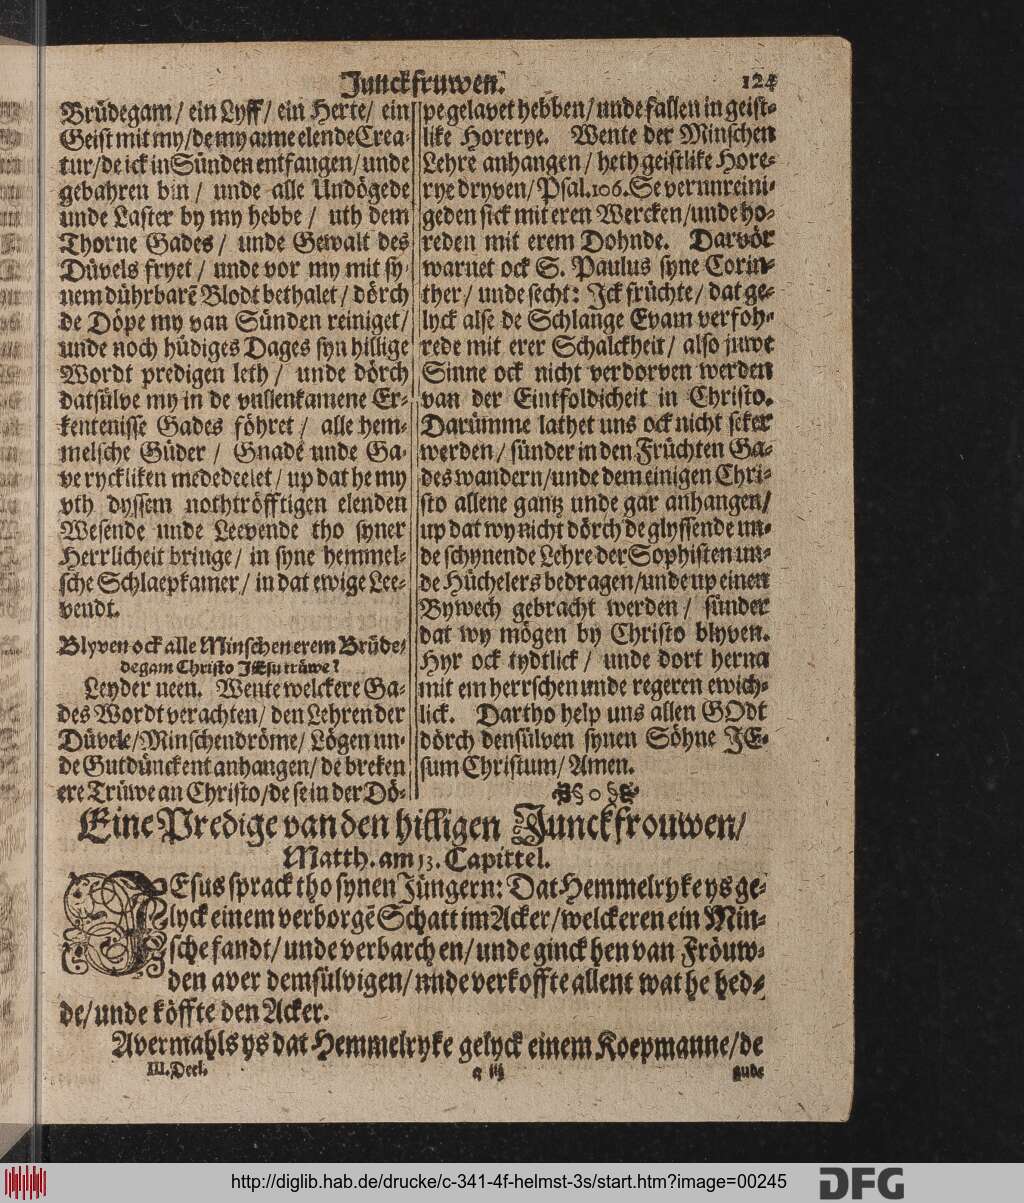 Junckfruwen.
124
Brüdegam / ein Lyff / ein Herte / ein
Geist mit my / de my arme elende Crea-
tur / de ick in Sünden entfangen / unde
gebahren bin / unde alle Undögede
unde Laster by my hebbe / uth dem
Thorne Gades / unde Gewalt des
Düvels fryet / unde vor my mit sy-
nem dührbarē Blodt bethalet / dörch
de Döpe my van Sünden reiniget /
unde noch hüdiges Dages syn hillige
Wordt predigen leth / unde dörch
datsülve my in de vullenkamene Er-
kentenisse Gades föhret / alle hem-
melsche Güder / Gnade unde Ga-
ve ryckliken mededeelet / up dat he my
vth dyssem nothtröfftigen elenden
Wesende unde Leevende tho syner
Herrlicheit bringe / in syne hemmel-
sche Schlaepkamer / in dat ewige Lee-
vendt.
Blyven ock alle Minschen erem Brüde-
degam Christo JEsu trüwe?
Leyder neen. Wente welckere Ga-
des Wordt verachten / den Lehren der
Düvele / Minschendröme / Lögen un-
de Gutdünckent anhangen / de breken
ere Trüwe an Christo / de se in der Dö-
pe gelavet hebben / unde fallen in geist-
like Horerye. Wente der Minschen
Lehre anhangen / heth geistlike Hore-
rye dryven / Psal. 106. Se verunreini-
geden sick mit eren Wercken / unde ho-
reden mit erem Dohnde. Darvör
warnet ock S. Paulus syne Corin-
ther / unde secht: Ick früchte / dat ge-
lyck alse de Schlange Evam verfoh-
rede mit erer Schalckheit / also juwe
Sinne ock nicht verdorven werden
van der Eintfoldicheit in Christo.
Darümme lathet uns ock nicht seker
werden / sünder in den Früchten Ga-
des wandern / unde dem einigen Chri-
sto allene gantz unde gar anhangen /
up dat wy nicht dörch de glyssende un-
de schynende Lehre der Sophisten un-
de Hüchelers bedragen / unde up einen
Bywech gebracht werden / sünder
dat wy mögen by Christo blyven.
Hyr ock tydtlick / unde dort herna
mit em herrschen unde regeren ewich-
lick. Dartho help uns allen GOdt
dörch densülven synen Söhne JE-
sum Christum / Amen.
Eine Predige van den hilligen Junckfrouwen /
Matth. am 13. Capittel.
JEsus sprack tho synen Jüngern: Dat Hemmelryke ys ge-
lyck einem verborgē Schatt im Acker / welckeren ein Min-
sche fandt / unde verbarch en / unde ginck hen van Fröuw-
den aver demsülvigen / unde verkoffte allent wat he hed-
de / unde köffte den Acker.
Avermahls ys dat Hemmelryke gelyck einem Koepmanne / de
III. Deel.
q iiij
gude
http://diglib.hab.de/drucke/c-341-4f-helmst-3s/start.htm?image=00245
DFG